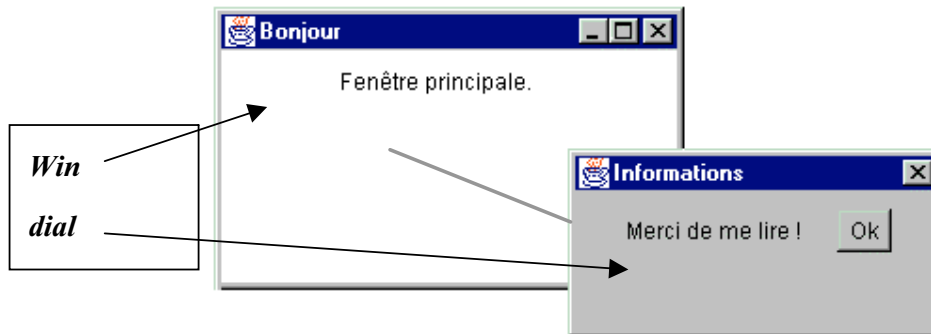 Bonjour
Fenêtre principale.
Win
dial
Informations
Merci de me lire !
Ok